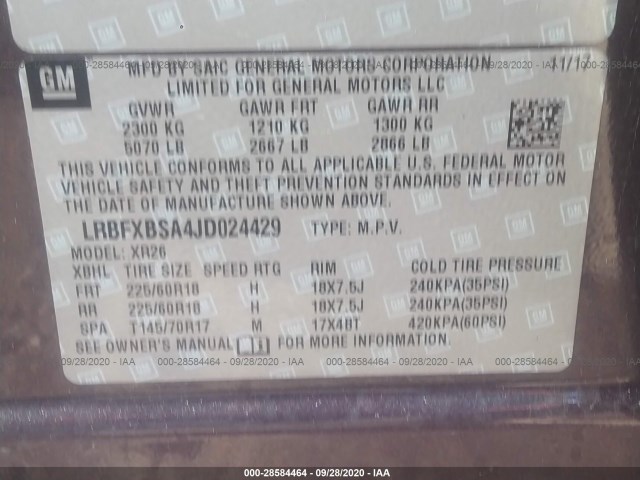 GM
MFD BY SAIC GENERAL MOTORS CORPORATION 11/1
LIMITED FOR GENERAL MOTORS LLC
GVWR GAWR FRT GAWR RR
2300 KG 1210 KG 1300 KG
5070 LB 2667 LB 2866 LB
THIS VEHICLE CONFORMS TO ALL APPLICABLE U.S. FEDERAL MOTOR
VEHICLE SAFETY AND THEFT PREVENTION STANDARDS IN EFFECT ON
THE DATE OF MANUFACTURE SHOWN ABOVE.
LRBFXBSA4JD024429 TYPE: M.P.V.
MODEL: XR26
XBHL TIRE SIZE SPEED RTG RIM COLD TIRE PRESSURE
FRT 225/60R18 H 18X7.5J 240KPA(35PSI)
RR 225/60R18 H 18X7.5J 240KPA(35PSI)
SPA T145/70R17 M 17X4BT 420KPA(60PSI)
SEE OWNER'S MANUAL FOR MORE INFORMATION.
000-28584464 - 09/28/2020 - IAA